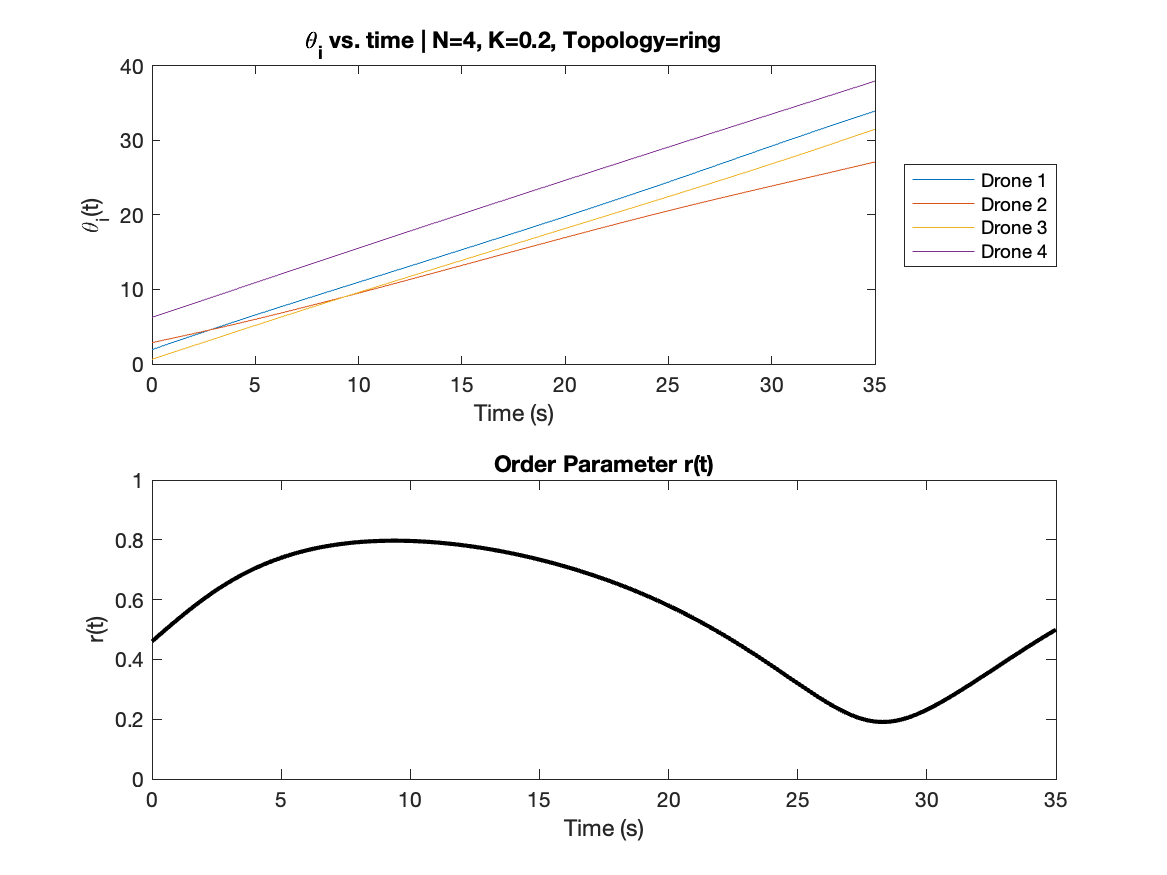 θi vs. time | N=4, K=0.2, Topology=ring
40
30
20
10
0
θi(t)
0 5 10 15 20 25 30 35
Time (s)
Drone 1
Drone 2
Drone 3
Drone 4
Order Parameter r(t)
1
0.8
0.6
0.4
0.2
0
r(t)
0 5 10 15 20 25 30 35
Time (s)